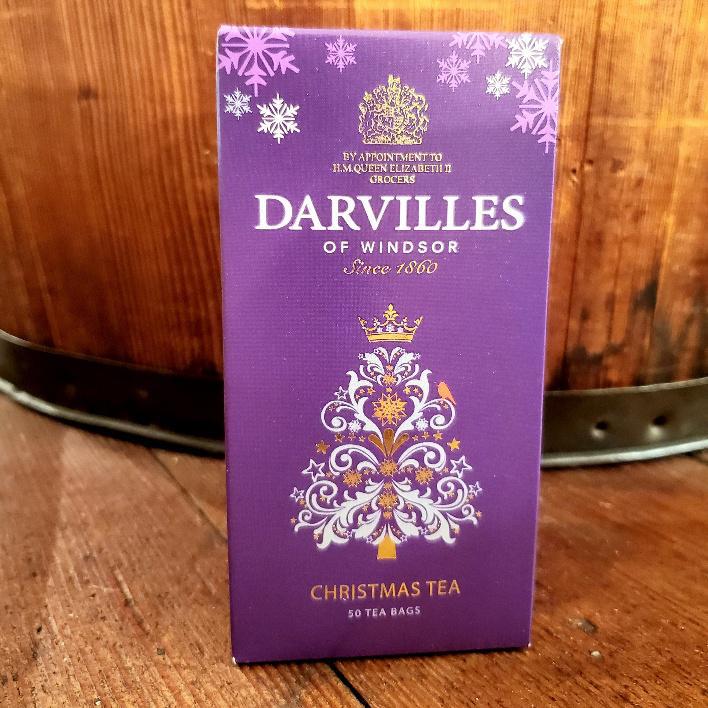 BY APPOINTMENT TO
H.M.QUEEN ELIZABETH II
GROCERS
DARVILLES
OF WINDSOR
Since 1860
CHRISTMAS TEA
50 TEA BAGS